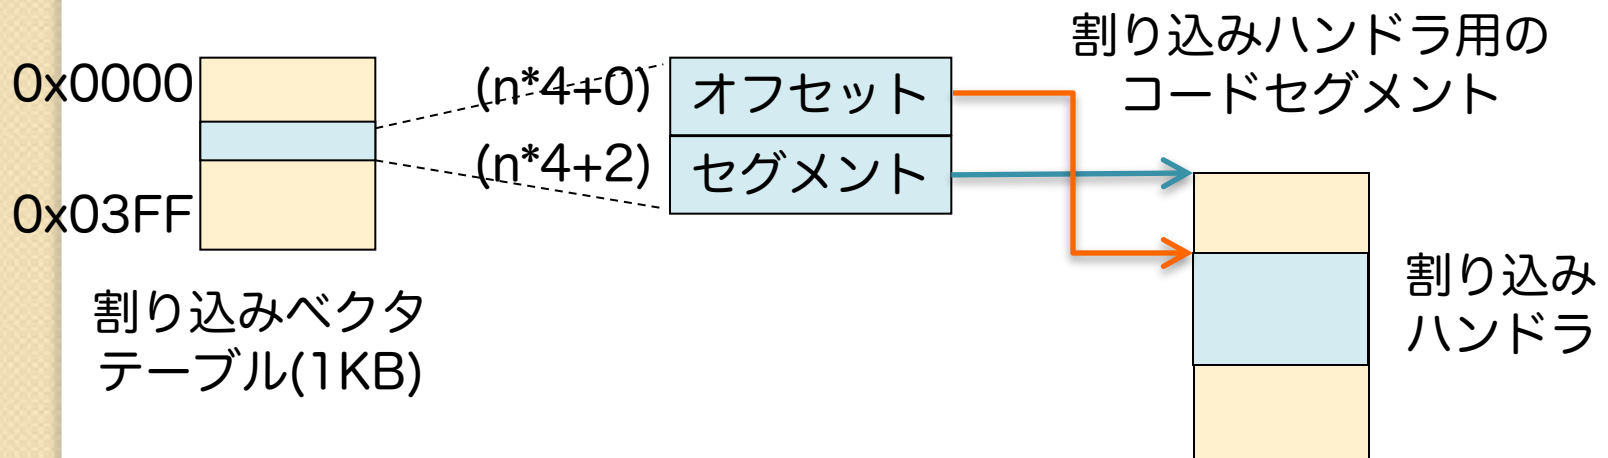 0x0000
0x03FF
割り込みベクタ
テーブル(1KB)
(n*4+0)
オフセット
(n*4+2)
セグメント
割り込みハンドラ用の
コードセグメント
割り込み
ハンドラ